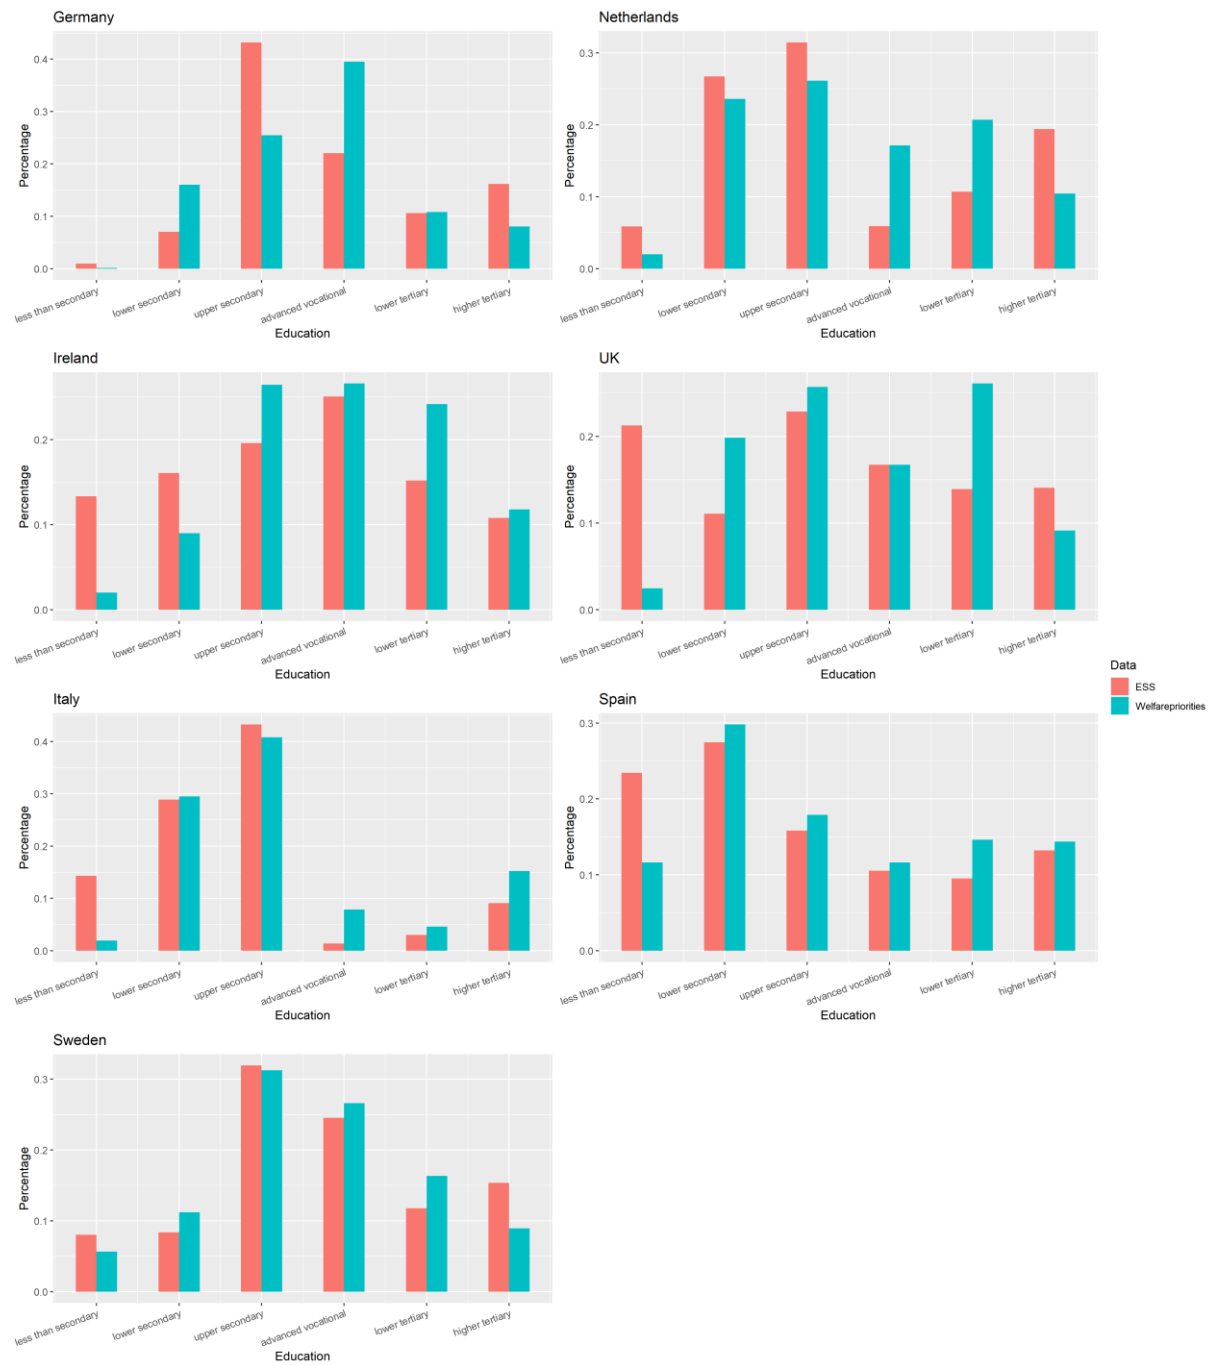 Germany
Percentage
0.4
0.3
0.2
0.1
0.0
less than secondary
lower secondary
upper secondary
advanced vocational
lower tertiary
higher tertiary
Education
Netherlands
Percentage
0.3
0.2
0.1
0.0
less than secondary
lower secondary
upper secondary
advanced vocational
lower tertiary
higher tertiary
Education
Ireland
Percentage
0.2
0.1
0.0
less than secondary
lower secondary
upper secondary
advanced vocational
lower tertiary
higher tertiary
Education
UK
Percentage
0.2
0.1
0.0
less than secondary
lower secondary
upper secondary
advanced vocational
lower tertiary
higher tertiary
Education
Data
ESS
Welfarepriorities
Italy
Percentage
0.4
0.3
0.2
0.1
0.0
less than secondary
lower secondary
upper secondary
advanced vocational
lower tertiary
higher tertiary
Education
Spain
Percentage
0.3
0.2
0.1
0.0
less than secondary
lower secondary
upper secondary
advanced vocational
lower tertiary
higher tertiary
Education
Sweden
Percentage
0.3
0.2
0.1
0.0
less than secondary
lower secondary
upper secondary
advanced vocational
lower tertiary
higher tertiary
Education